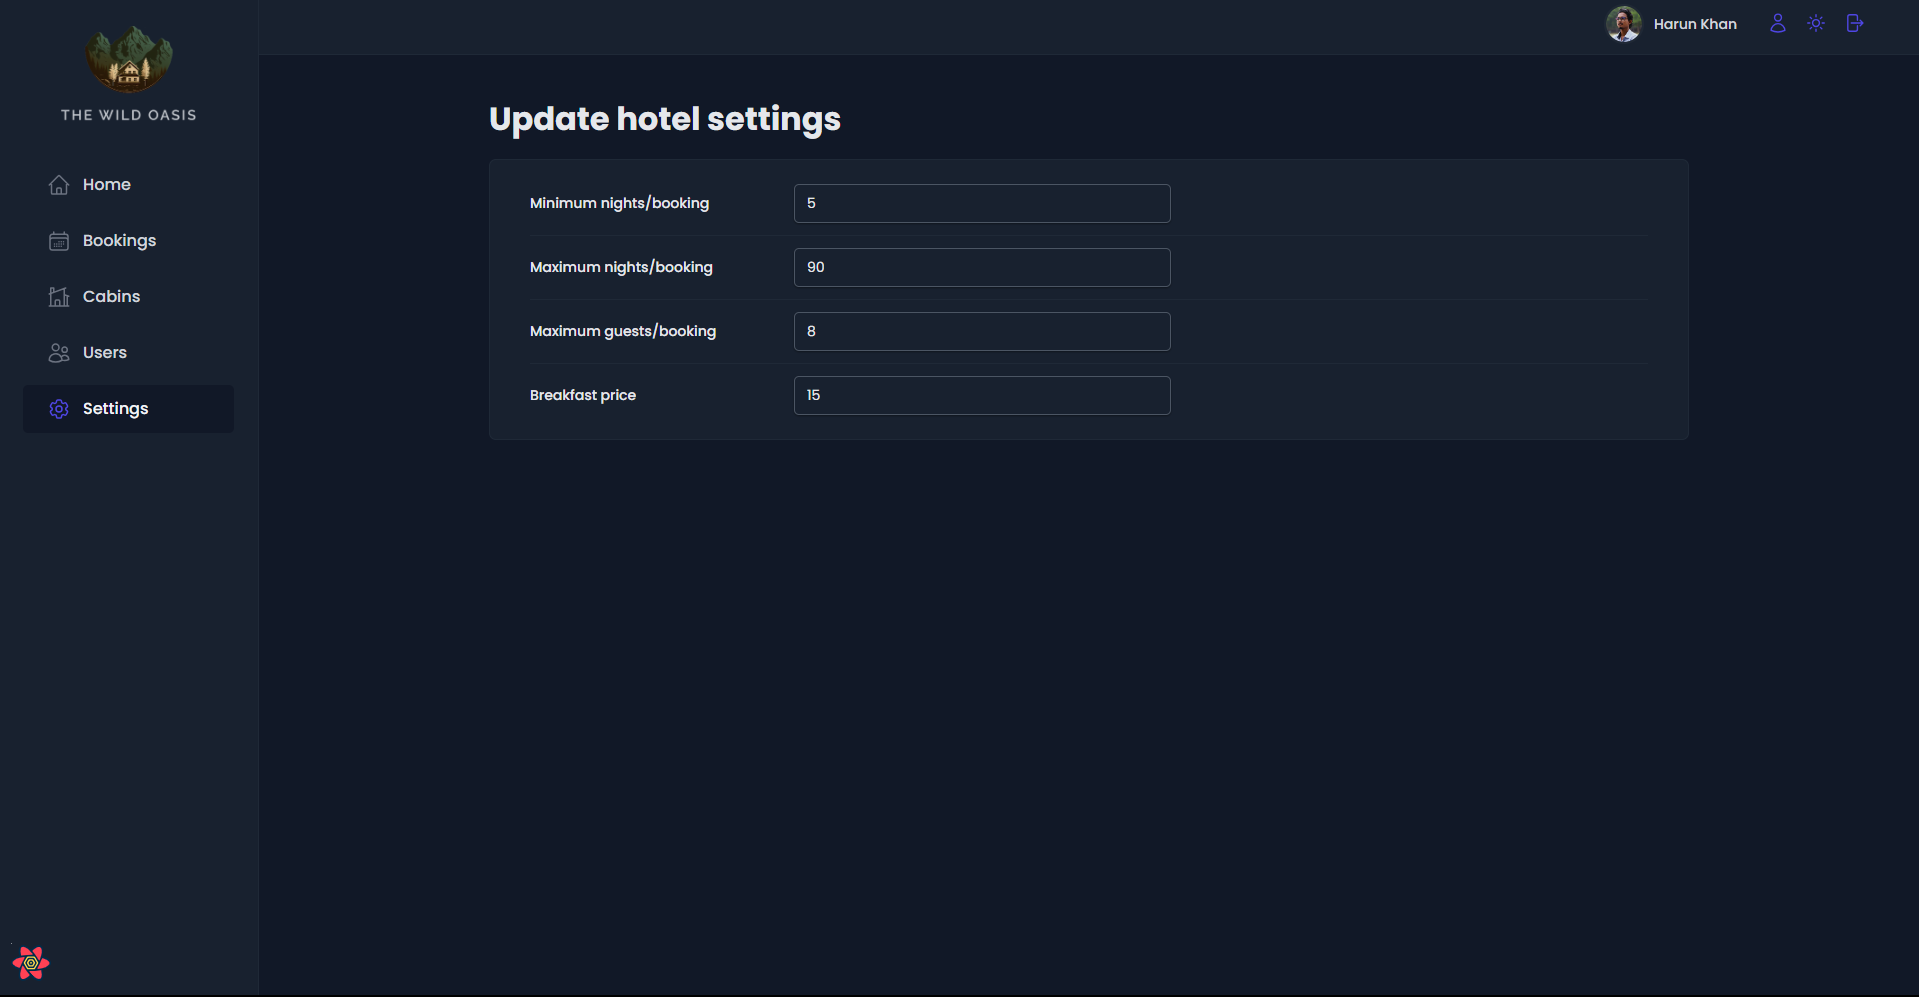 THE WILD OASIS
Home
Bookings
Cabins
Users
Settings
Harun Khan
Update hotel settings
Minimum nights/booking
5
Maximum nights/booking
90
Maximum guests/booking
8
Breakfast price
15